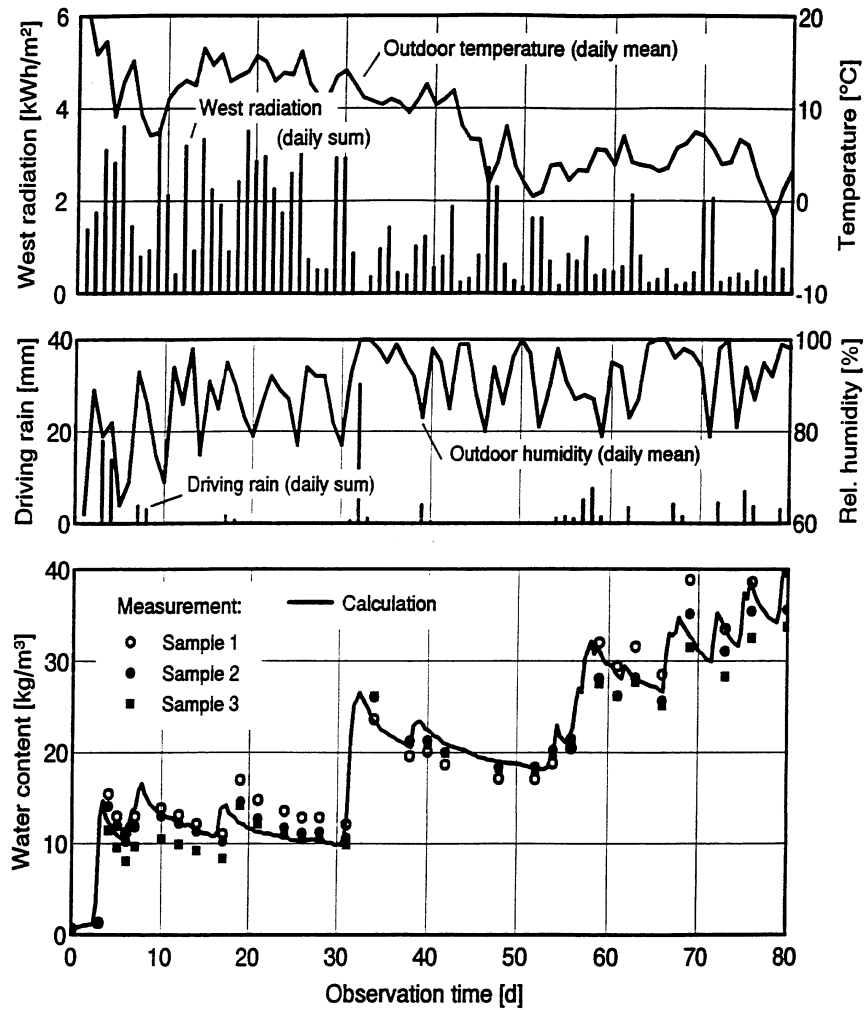 6
4
2
0
West radiation [kWh/m²]
20
10
0
-10
Temperature [°C]
Outdoor temperature (daily mean)
West radiation
(daily sum)
40
20
0
Driving rain [mm]
100
80
60
Rel. humidity [%]
Outdoor humidity (daily mean)
Driving rain (daily sum)
40
30
20
10
0
Water content [kg/m³]
Measurement:
Calculation
Sample 1
Sample 2
Sample 3
0 10 20 30 40 50 60 70 80
Observation time [d]